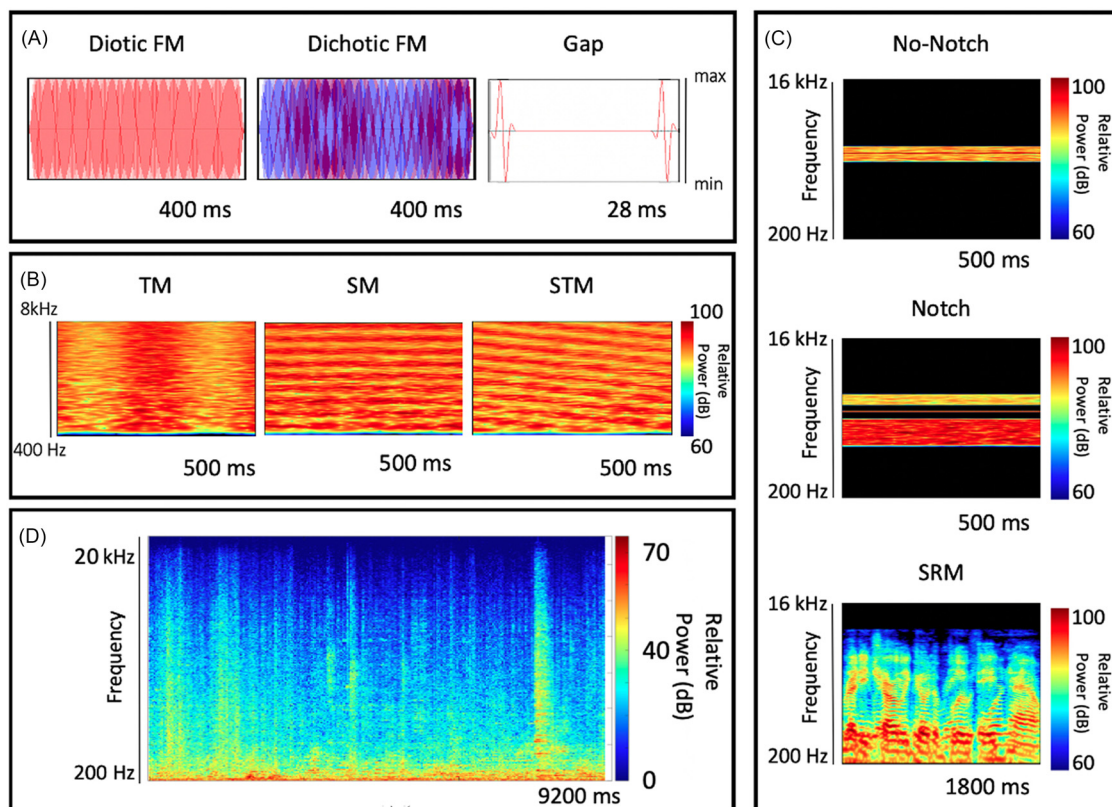 (A)
Diotic FM
Dichotic FM
Gap
max
min
400 ms
400 ms
28 ms
(B)
TM
SM
STM
8kHz
400 Hz
100
60
Relative
Power (dB)
500 ms
500 ms
500 ms
(C)
No-Notch
16 kHz
Frequency
200 Hz
100
60
Relative
Power (dB)
500 ms
Notch
16 kHz
Frequency
200 Hz
100
60
Relative
Power (dB)
500 ms
SRM
16 kHz
Frequency
200 Hz
100
60
Relative
Power (dB)
1800 ms
(D)
20 kHz
Frequency
200 Hz
70
40
0
Relative
Power (dB)
9200 ms